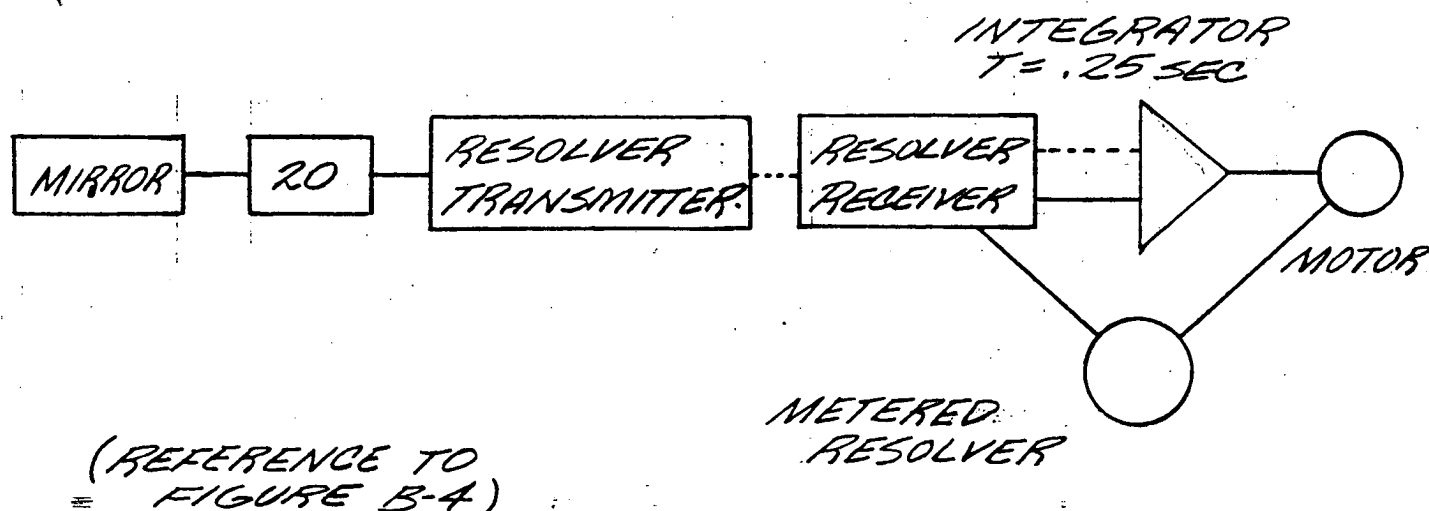 INTEGRATOR
T = .25 SEC
MIRROR
20
RESOLVER
TRANSMITTER.
RESOLVER
RECEIVER
MOTOR
METERED
RESOLVER
(REFERENCE TO
FIGURE B-4)